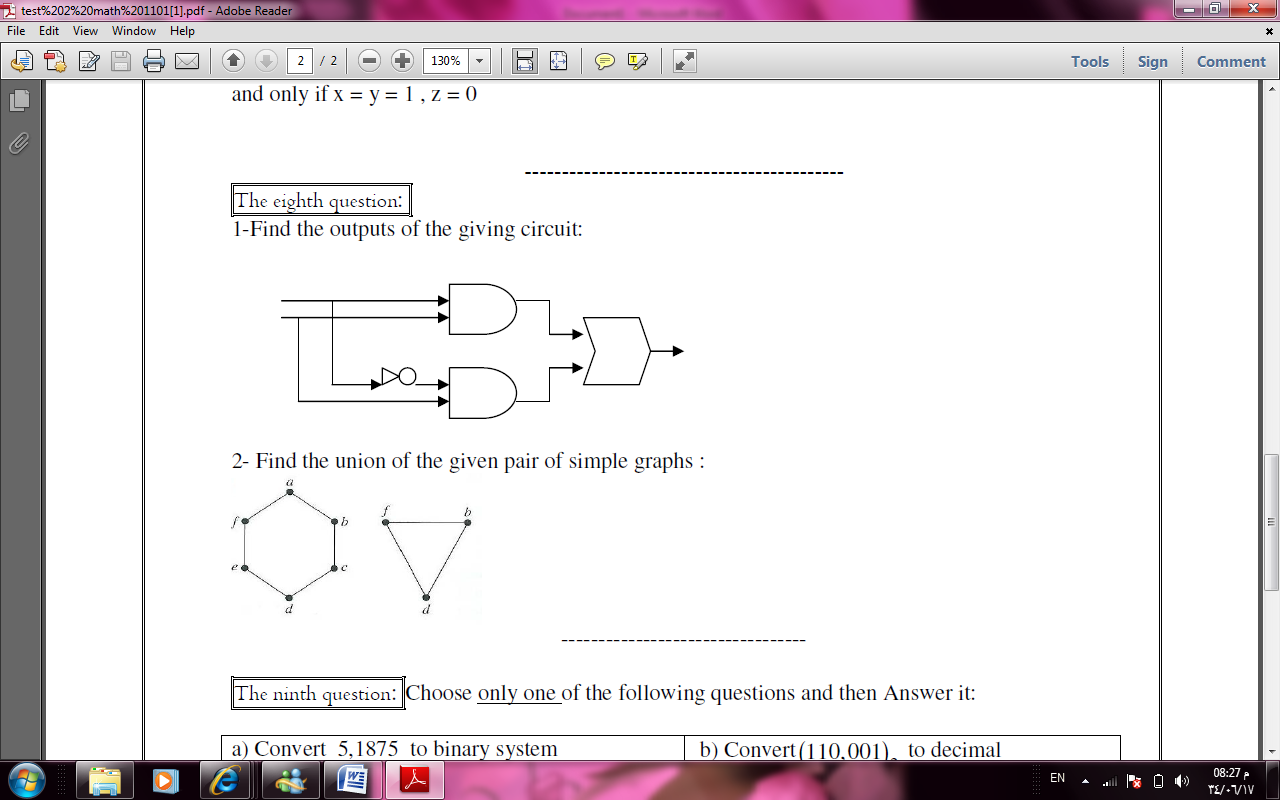 test%202%20math%201101[1].pdf - Adobe Reader
File Edit View Window Help
2 / 2 130% Tools Sign Comment
and only if x = y = 1 , z = 0
-------------------------------------------
The eighth question:
1-Find the outputs of the giving circuit:
2- Find the union of the given pair of simple graphs :
a
f b f b
e c
d d
---------------------------------
The ninth question: Choose only one of the following questions and then Answer it:
a) Convert 5,1875 to binary system b) Convert (110,001)₂ to decimal
EN 08:27 م
٣٤/٠٦/١٧